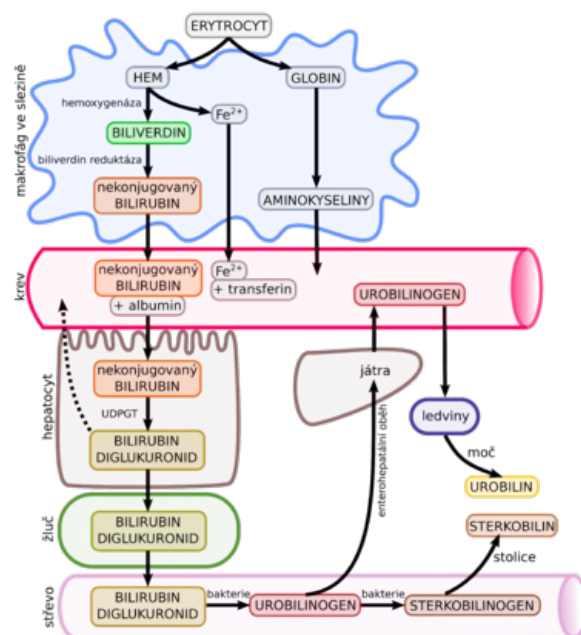 ERYTROCYT
HEM
GLOBIN
hemoxygenáza
Fe²⁺
BILIVERDIN
biliverdin reduktáza
nekonjugovaný
BILIRUBIN
AMINOKYSELINY
makrofág ve slezině
nekonjugovaný
BILIRUBIN
+ albumin
Fe²⁺
+ transferin
UROBILINOGEN
krev
nekonjugovaný
BILIRUBIN
UDPGT
BILIRUBIN
DIGLUKURONID
hepatocyt
játra
enterohepatální oběh
ledviny
moč
UROBILIN
BILIRUBIN
DIGLUKURONID
žluč
STERKOBILIN
stolice
BILIRUBIN
DIGLUKURONID
bakterie
UROBILINOGEN
bakterie
STERKOBILINOGEN
střevo